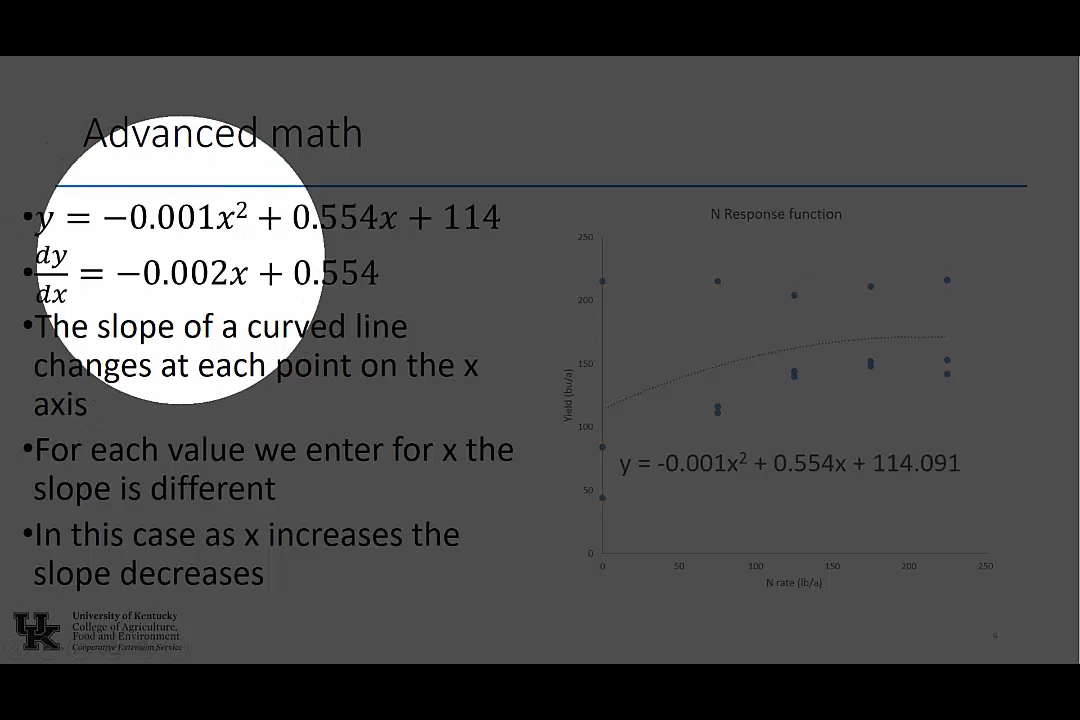 Advanced math
•y = −0.001x² + 0.554x + 114
•dy/dx = −0.002x + 0.554
•The slope of a curved line
changes at each point on the x
axis
•For each value we enter for x the
slope is different
•In this case as x increases the
slope decreases
N Response function
250
200
150
100
50
0
Yield (bu/a)
y = -0.001x² + 0.554x + 114.091
0 50 100 150 200 250
N rate (lb/a)
UK
University of Kentucky
College of Agriculture,
Food and Environment
Cooperative Extension Service
6